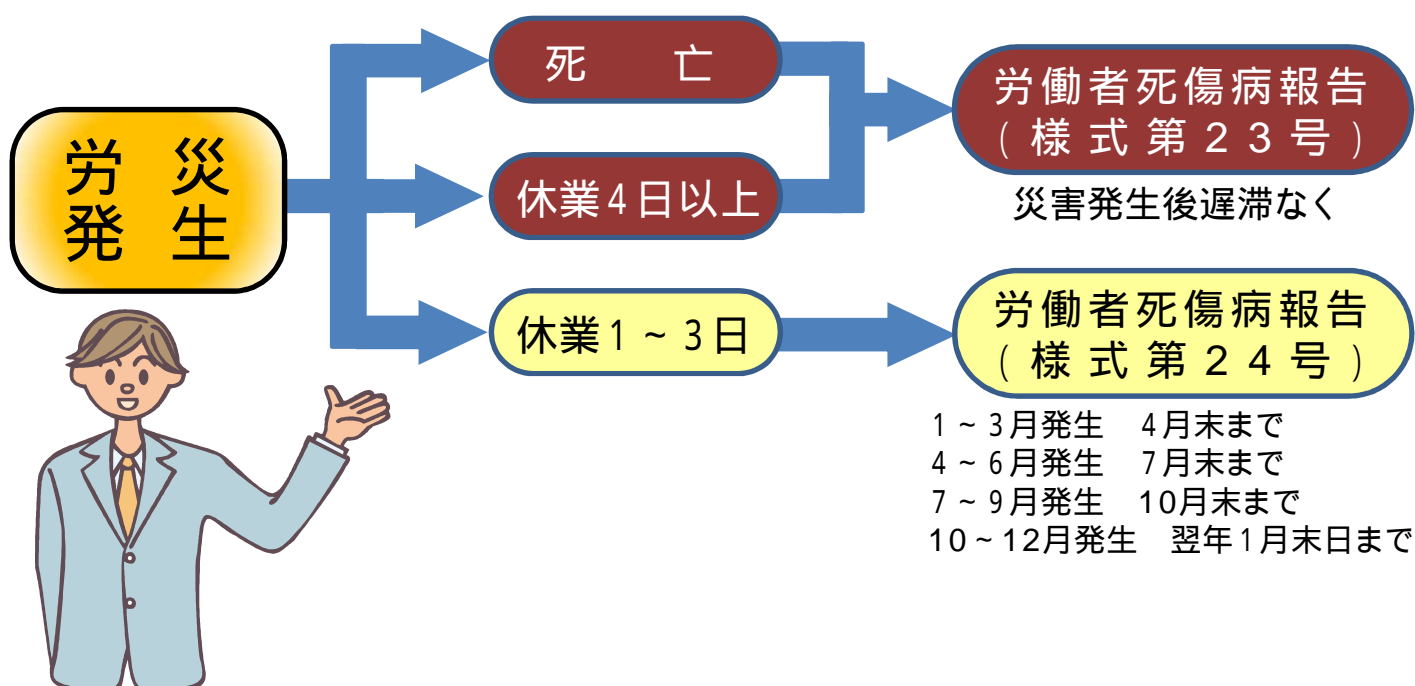 労災
発生
死亡
休業4日以上
休業1～3日
労働者死傷病報告
(様式第23号)
災害発生後遅滞なく
労働者死傷病報告
(様式第24号)
1～3月発生　4月末まで
4～6月発生　7月末まで
7～9月発生　10月末まで
10～12月発生　翌年1月末日まで